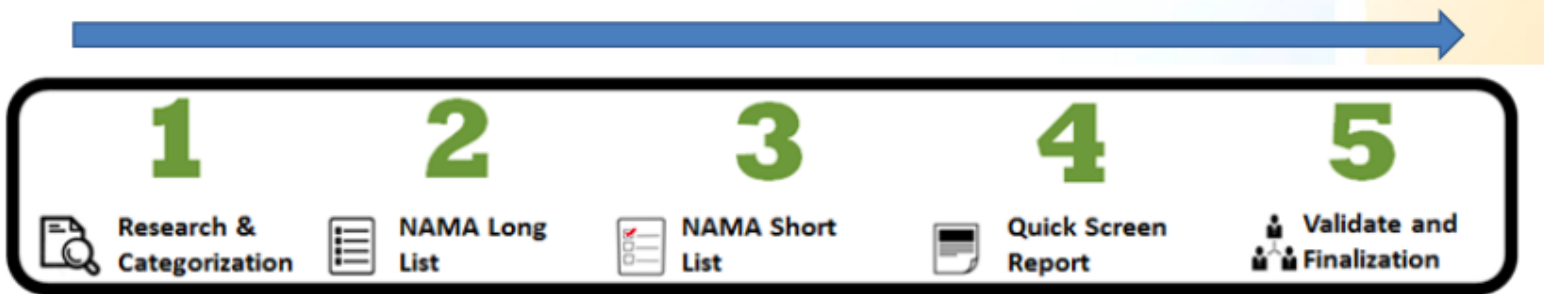 1 2 3 4 5
Research & NAMA Long NAMA Short Quick Screen Validate and
Categorization List List Report Finalization